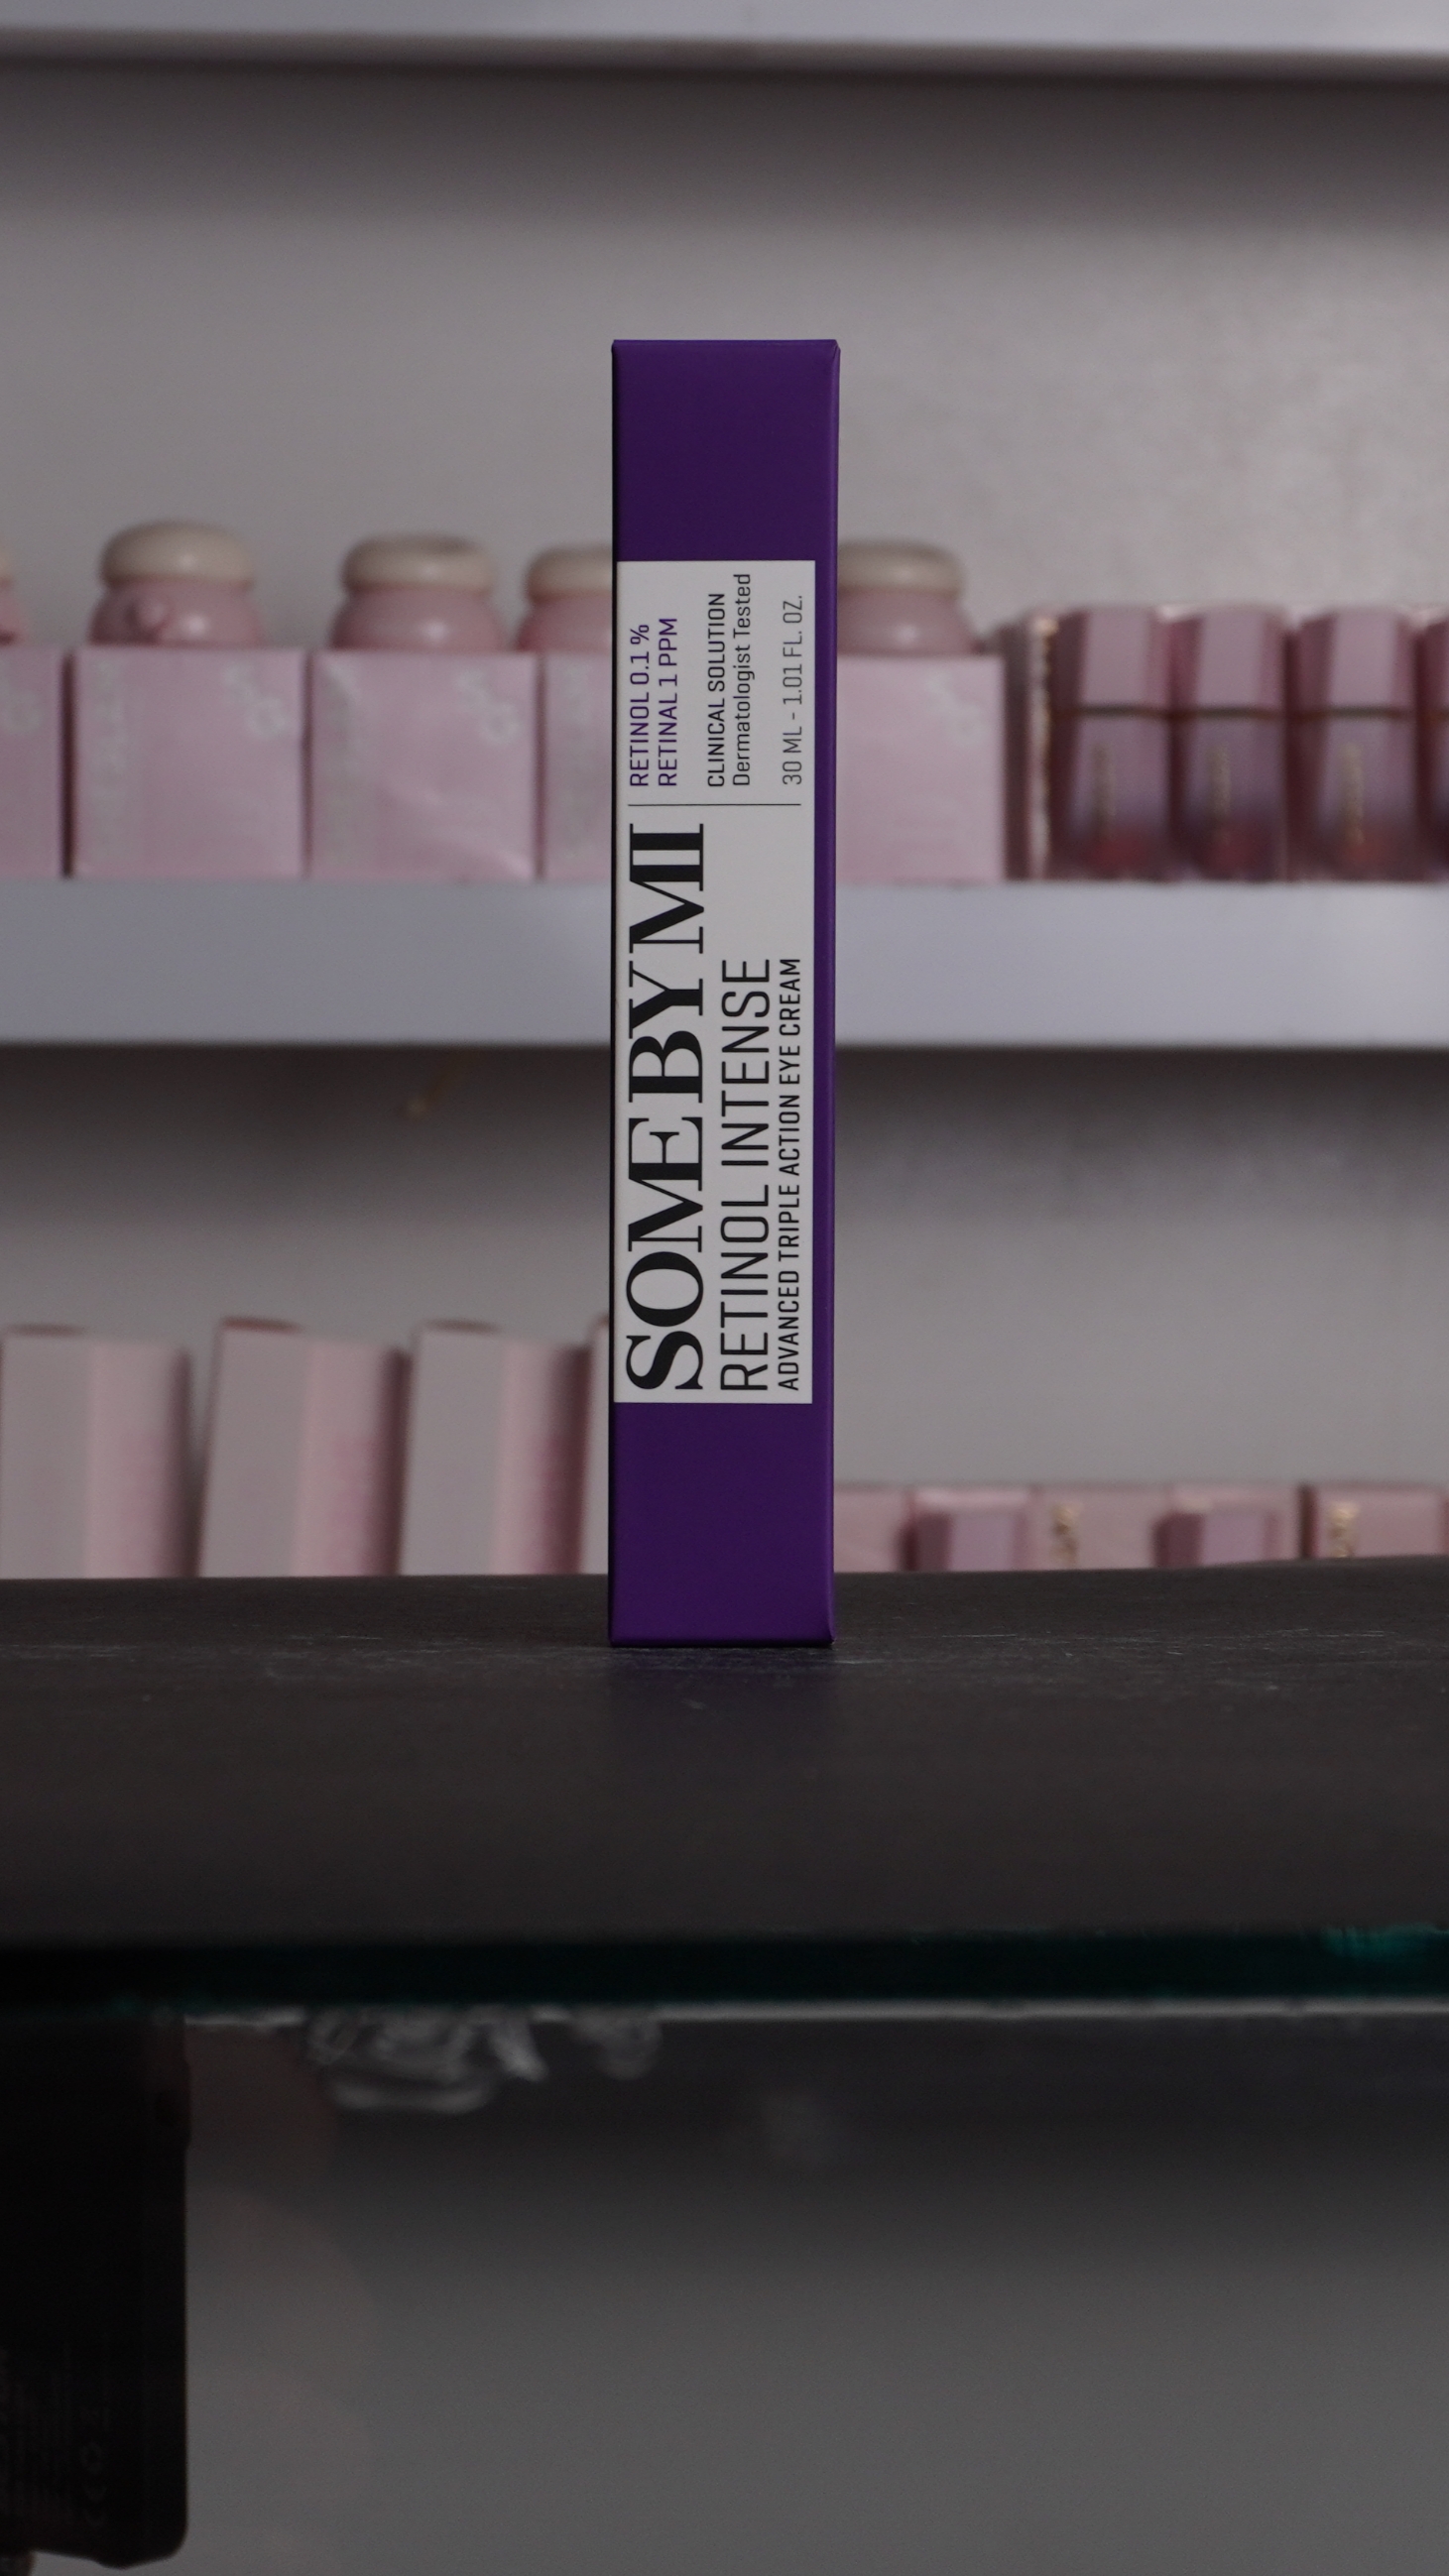 SOME BY MI
RETINOL INTENSE
ADVANCED TRIPLE ACTION EYE CREAM
RETINOL 0.1 %
RETINAL 1 PPM
CLINICAL SOLUTION
Dermatologist Tested
30 ML - 1.01 FL. OZ.